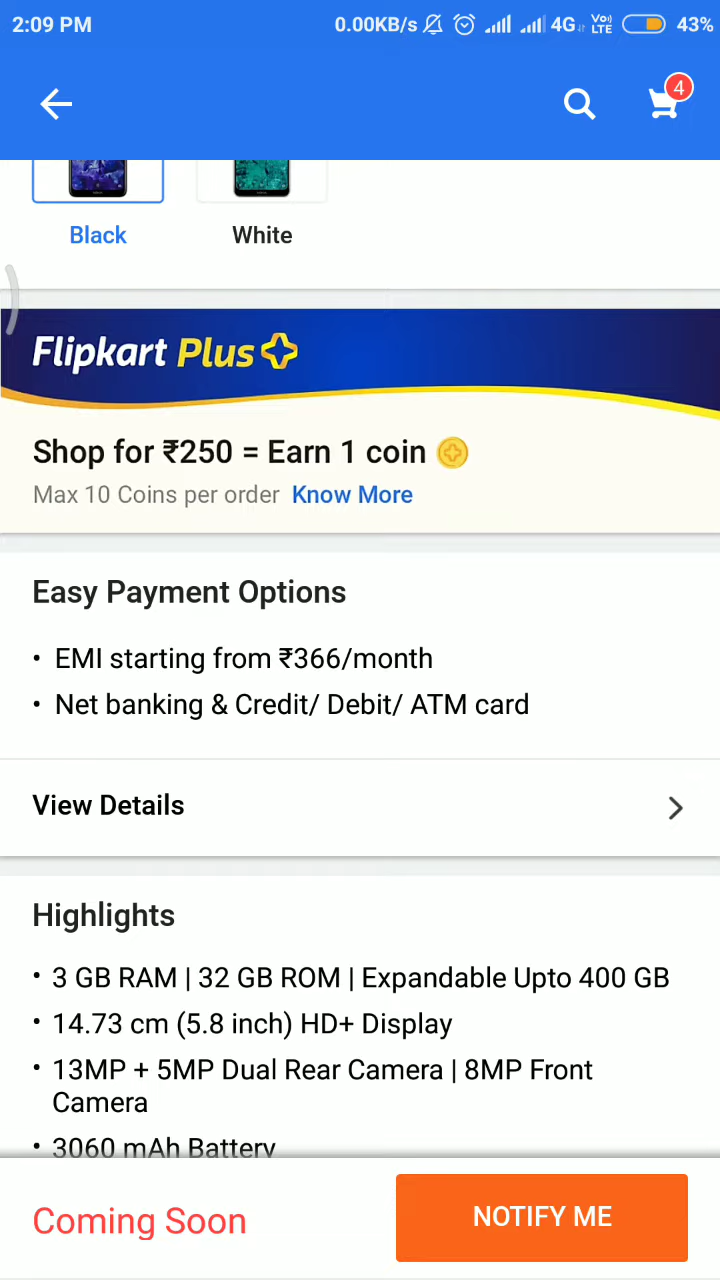 2:09 PM 0.00KB/s 4G Vo) LTE 43%
4
Black White
Flipkart Plus
Shop for ₹250 = Earn 1 coin
Max 10 Coins per order Know More
Easy Payment Options
• EMI starting from ₹366/month
• Net banking & Credit/ Debit/ ATM card
View Details
Highlights
• 3 GB RAM | 32 GB ROM | Expandable Upto 400 GB
• 14.73 cm (5.8 inch) HD+ Display
• 13MP + 5MP Dual Rear Camera | 8MP Front
Camera
• 3060 mAh Battery
Coming Soon NOTIFY ME